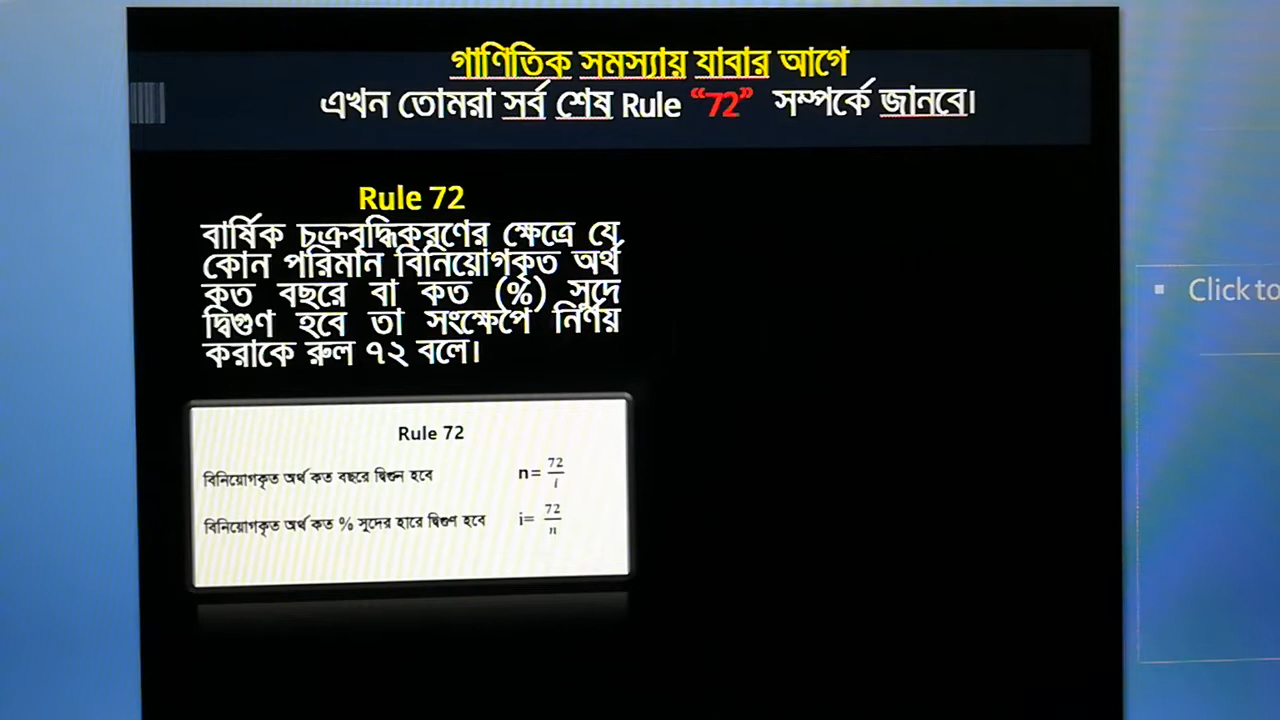 গাণিতিক সমস্যায় যাবার আগে
এখন তোমরা সর্ব শেষ Rule “72” সম্পর্কে জানবে।
Rule 72
বার্ষিক চক্রবৃদ্ধিকরণের ক্ষেত্রে যে
কোন পরিমান বিনিয়োগকৃত অর্থ
কত বছরে বা কত (%) সুদে
দ্বিগুণ হবে তা সংক্ষেপে নির্ণয়
করাকে রুল ৭২ বলে।
Rule 72
বিনিয়োগকৃত অর্থ কত বছরে দ্বিগুন হবে n= 72/i
বিনিয়োগকৃত অর্থ কত % সুদের হারে দ্বিগুণ হবে i= 72/n
Click to